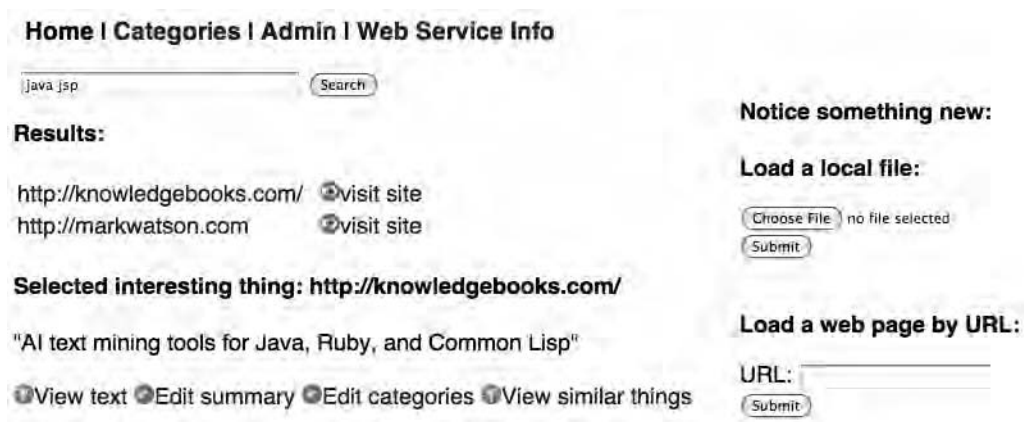 Home | Categories | Admin | Web Service Info
java jsp Search
Results:
http://knowledgebooks.com/ visit site
http://markwatson.com visit site
Selected interesting thing: http://knowledgebooks.com/
"AI text mining tools for Java, Ruby, and Common Lisp"
View text Edit summary Edit categories View similar things
Notice something new:
Load a local file:
Choose File no file selected
Submit
Load a web page by URL:
URL:
Submit